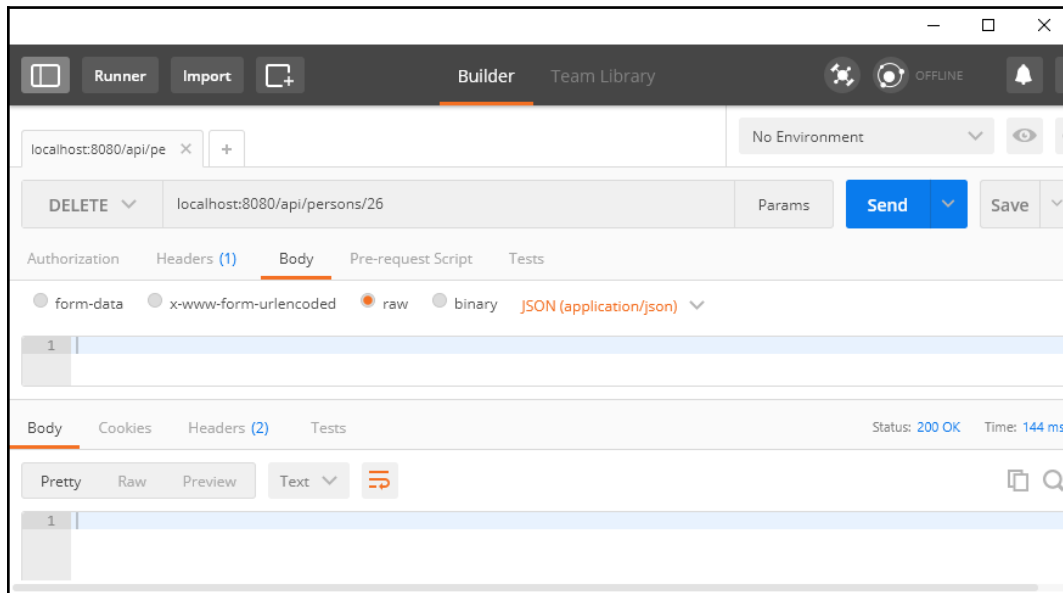 Runner Import Builder Team Library OFFLINE
localhost:8080/api/pe No Environment
DELETE localhost:8080/api/persons/26 Params Send Save
Authorization Headers (1) Body Pre-request Script Tests
form-data x-www-form-urlencoded raw binary JSON (application/json)
1
Body Cookies Headers (2) Tests Status: 200 OK Time: 144 ms
Pretty Raw Preview Text
1